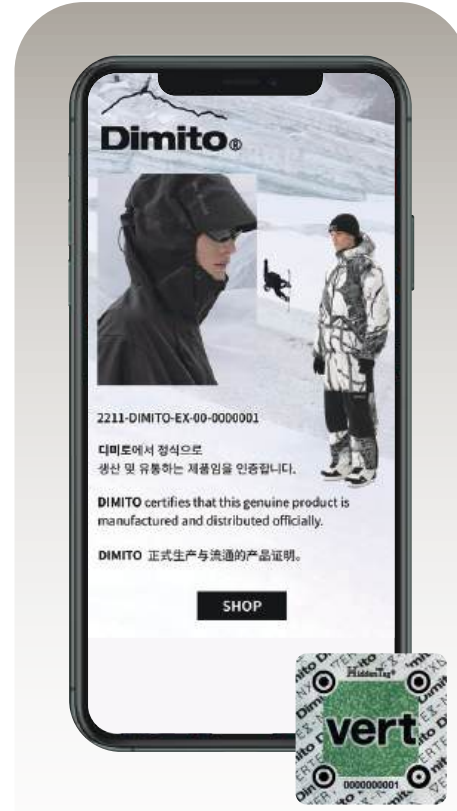 Dimito®
2211-DIMITO-EX-00-0000001
디미토에서 정식으로
생산 및 유통하는 제품임을 인증합니다.
DIMITO certifies that this genuine product is
manufactured and distributed officially.
DIMITO 正式生产与流通的产品证明。
SHOP
HiddenTag®
vert
0000000001